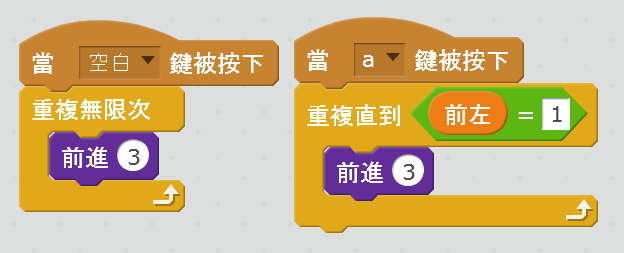 當 空白 鍵被按下
重複無限次
前進 3
當 a 鍵被按下
重複直到 前左 = 1
前進 3